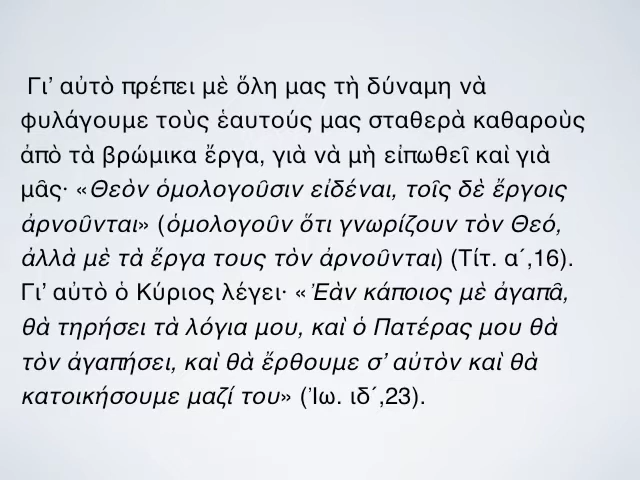 Γι’ αὐτὸ πρέπει μὲ ὅλη μας τὴ δύναμη νὰ
φυλάγουμε τοὺς ἑαυτούς μας σταθερὰ καθαροὺς
ἀπὸ τὰ βρώμικα ἔργα, γιὰ νὰ μὴ εἰπωθεῖ καὶ γιὰ
μᾶς· «Θεὸν ὁμολογοῦσιν εἰδέναι, τοῖς δὲ ἔργοις
ἀρνοῦνται» (ὁμολογοῦν ὅτι γνωρίζουν τὸν Θεό,
ἀλλὰ μὲ τὰ ἔργα τους τὸν ἀρνοῦνται) (Τίτ. α´,16).
Γι’ αὐτὸ ὁ Κύριος λέγει· «Ἐὰν κάποιος μὲ ἀγαπᾶ,
θὰ τηρήσει τὰ λόγια μου, καὶ ὁ Πατέρας μου θὰ
τὸν ἀγαπήσει, καὶ θὰ ἔρθουμε σ’ αὐτὸν καὶ θὰ
κατοικήσουμε μαζί του» (Ἰω. ιδ´,23).